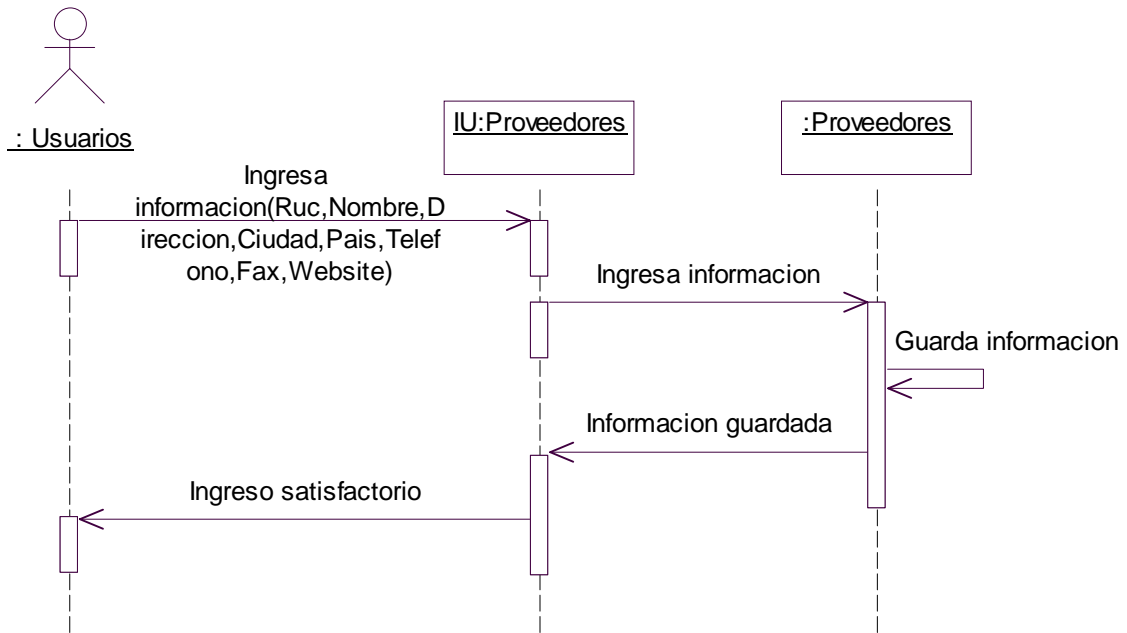 : Usuarios
IU:Proveedores
:Proveedores
Ingresa
informacion(Ruc,Nombre,D
ireccion,Ciudad,Pais,Telef
ono,Fax,Website)
Ingresa informacion
Guarda informacion
Informacion guardada
Ingreso satisfactorio